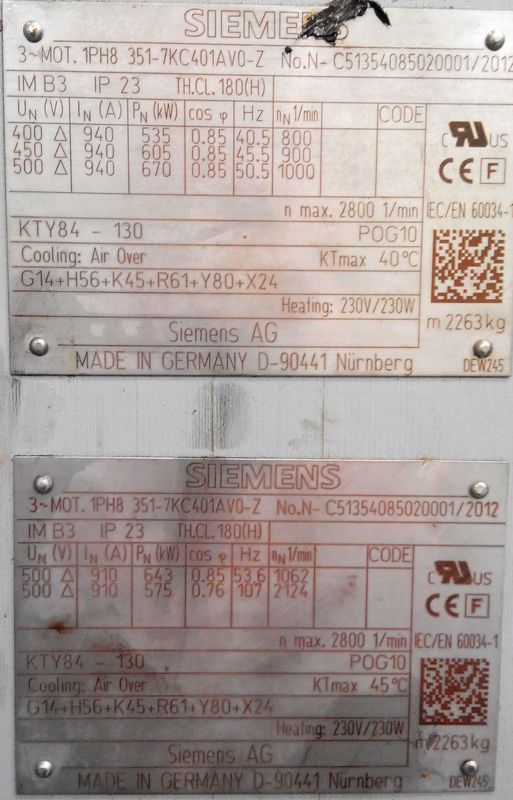 SIEMENS
3~MOT. 1PH8 351-7KC401AV0-Z No.N- C51354085020001/2012
IM B3 IP 23 TH.CL.180(H)
UN (V) IN (A) PN (kW) cos φ Hz nN 1/min CODE
400 Δ 940 535 0.85 40.5 800
450 Δ 940 605 0.85 45.5 900
500 Δ 940 670 0.85 50.5 1000
c RU US
CE F
n max. 2800 1/min IEC/EN 60034-1
KTY84 - 130 POG10
Cooling: Air Over KTmax 40°C
G14+H56+K45+R61+Y80+X24
Heating: 230V/230W
m 2263kg
Siemens AG
MADE IN GERMANY D-90441 Nürnberg DEW245
SIEMENS
3~MOT. 1PH8 351-7KC401AV0-Z No.N- C51354085020001/2012
IM B3 IP 23 TH.CL.180(H)
UN (V) IN (A) PN (kW) cos φ Hz nN 1/min CODE
500 Δ 910 643 0.85 53.6 1062
500 Δ 910 575 0.76 107 2124
c RU US
CE F
n max. 2800 1/min IEC/EN 60034-1
KTY84 - 130 POG10
Cooling: Air Over KTmax 45°C
G14+H56+K45+R61+Y80+X24
Heating: 230V/230W
m 2263kg
Siemens AG
MADE IN GERMANY D-90441 Nürnberg DEW245